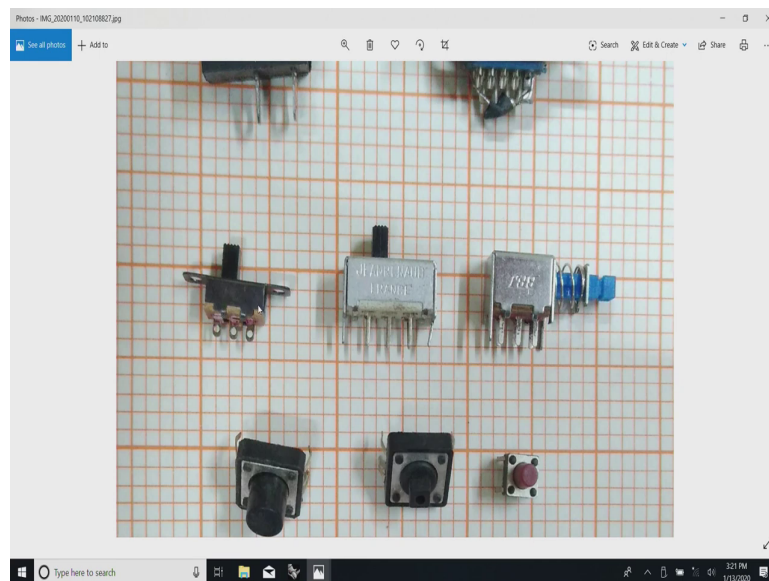 Photos - IMG_20200110_102108827.jpg
See all photos
Add to
Search
Edit & Create
Share
FRANCE
Type here to search
3:21 PM
1/13/2020